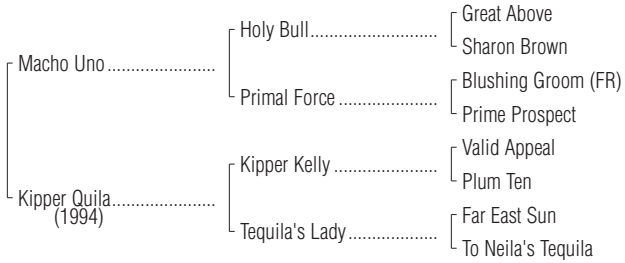 Great Above
Holy Bull
Sharon Brown
Macho Uno
Blushing Groom (FR)
Primal Force
Prime Prospect
Valid Appeal
Kipper Kelly
Plum Ten
Kipper Quila
(1994)
Far East Sun
Tequila's Lady
To Neila's Tequila